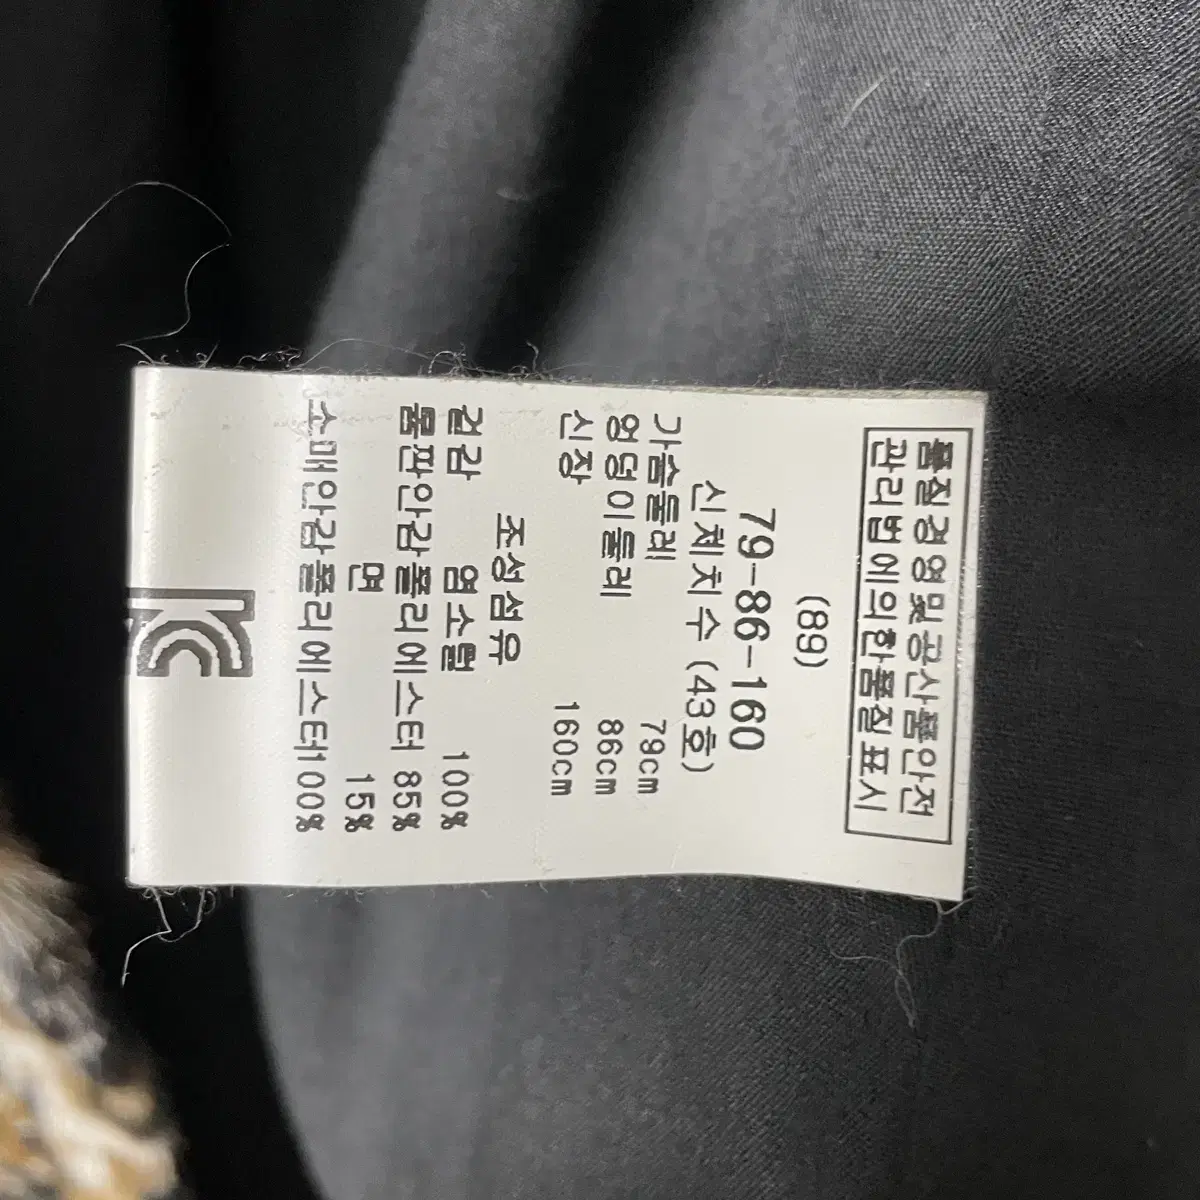 품질경영및공산품안전
관리법에의한품질표시
(89)
79-86-160
신체치수(43호)
가슴둘레 79cm
엉덩이둘레 86cm
신장 160cm
조성섬유
겉감 염소털 100%
몸판안감폴리에스터 85%
면 15%
소매안감폴리에스터100%
KC